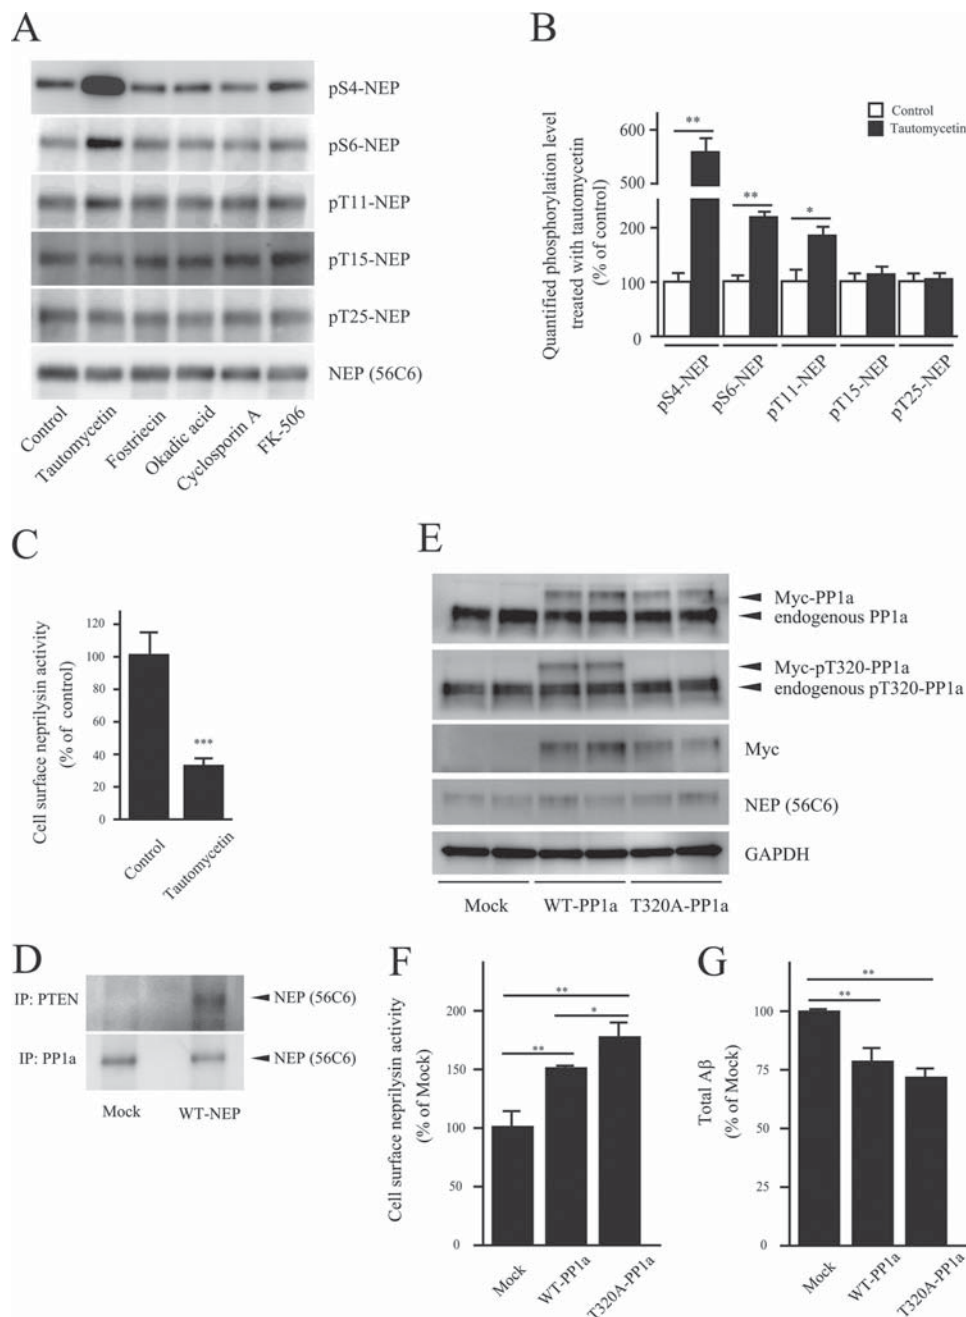 A
pS4-NEP
pS6-NEP
pT11-NEP
pT15-NEP
pT25-NEP
NEP (56C6)
Control
Tautomycetin
Fostriecin
Okadic acid
Cyclosporin A
FK-506
B
Quantified phosphorylation level
treated with tautomycetin
(% of control)
600
500
200
100
0
Control
Tautomycetin
**
**
*
pS4-NEP
pS6-NEP
pT11-NEP
pT15-NEP
pT25-NEP
C
Cell surface neprilysin activity
(% of control)
120
100
80
60
40
20
0
***
Control
Tautomycetin
E
Myc-PP1a
endogenous PP1a
Myc-pT320-PP1a
endogenous pT320-PP1a
Myc
NEP (56C6)
GAPDH
Mock
WT-PP1a
T320A-PP1a
D
IP: PTEN
NEP (56C6)
IP: PP1a
NEP (56C6)
Mock
WT-NEP
F
Cell surface neprilysin activity
(% of Mock)
200
150
100
50
0
**
*
**
Mock
WT-PP1a
T320A-PP1a
G
Total Aβ
(% of Mock)
100
75
50
25
0
**
**
Mock
WT-PP1a
T320A-PP1a